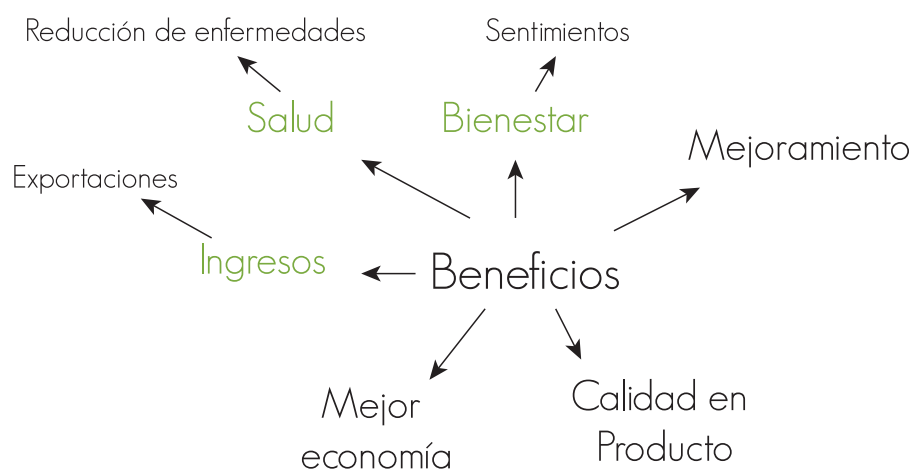 Reducción de enfermedades
Sentimientos
Salud
Bienestar
Mejoramiento
Exportaciones
Ingresos
Beneficios
Mejor
economía
Calidad en
Producto